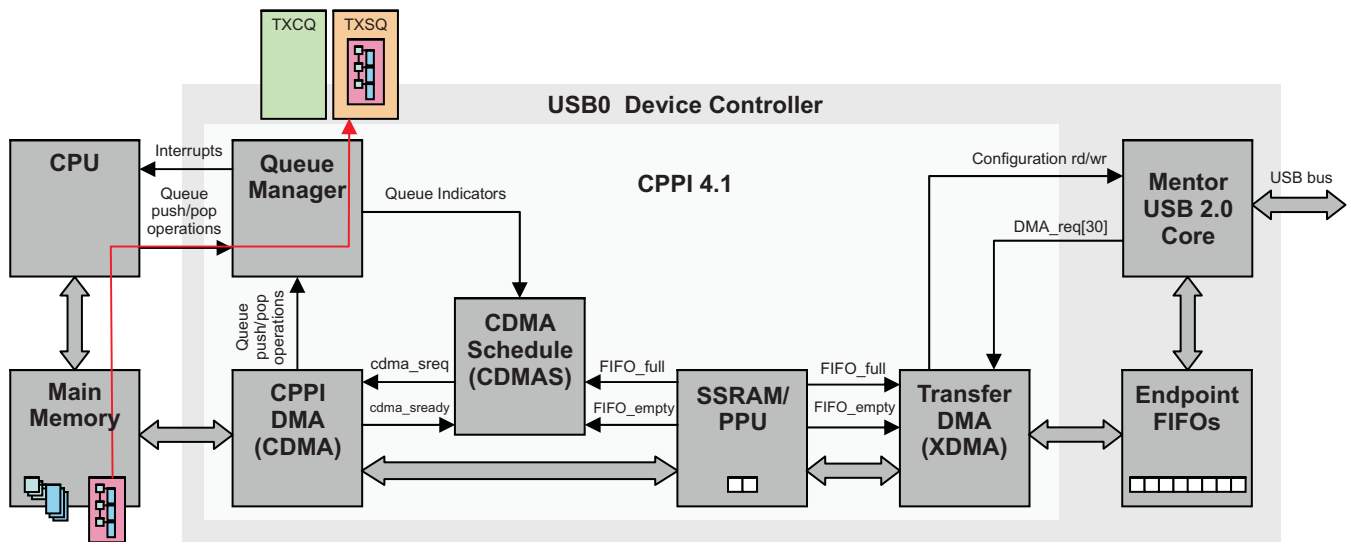 TXCQ
TXSQ
USB0 Device Controller
CPU
Interrupts
Queue
push/pop
operations
Queue
Manager
Queue Indicators
CPPI 4.1
Configuration rd/wr
DMA_req[30]
Mentor
USB 2.0
Core
USB bus
Queue
push/pop
operations
CDMA
Schedule
(CDMAS)
cdma_sreq
cdma_sready
FIFO_full
FIFO_empty
FIFO_full
FIFO_empty
Main
Memory
CPPI
DMA
(CDMA)
SSRAM/
PPU
Transfer
DMA
(XDMA)
Endpoint
FIFOs